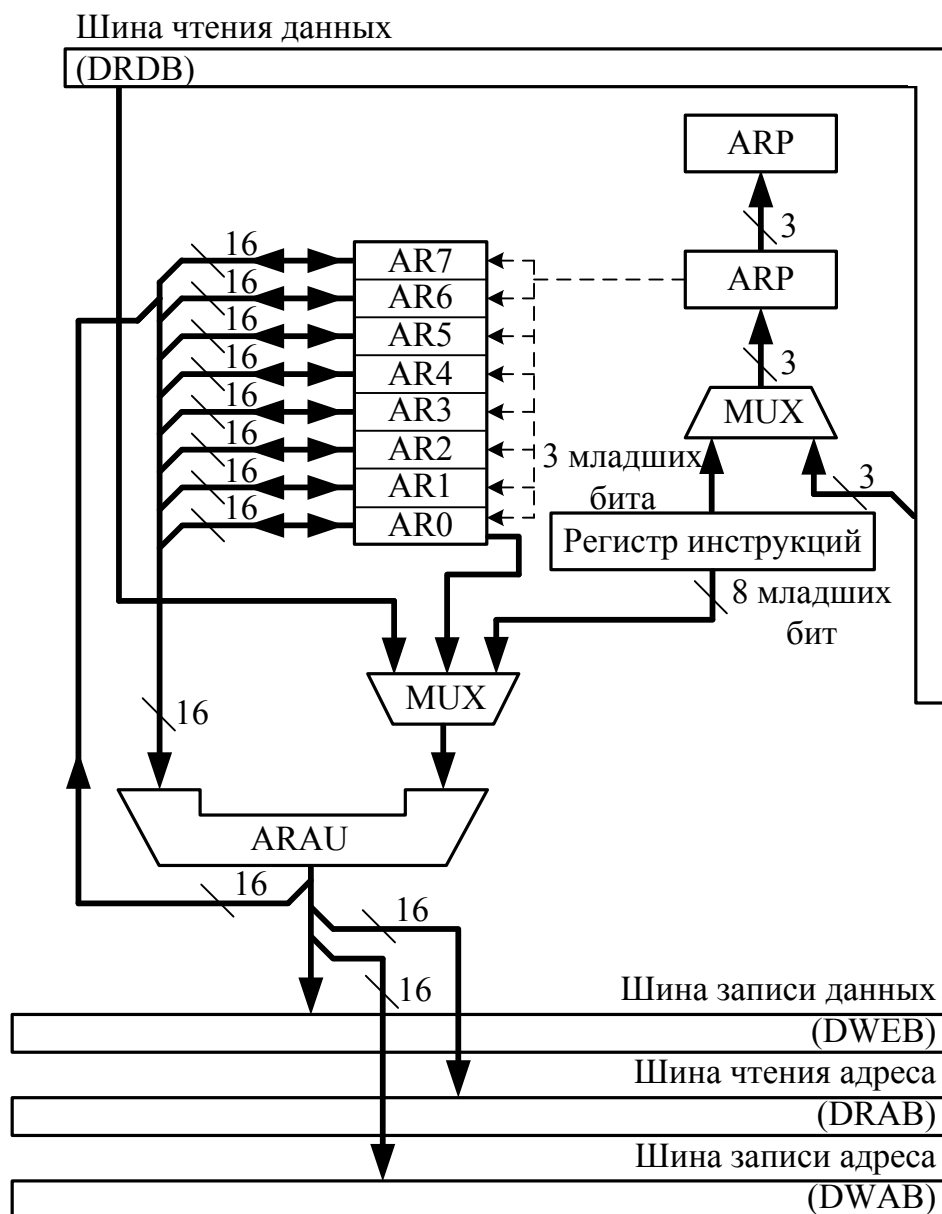 Шина чтения данных
(DRDB)
ARP
3
16
AR7
ARP
16
AR6
16
AR5
3
16
AR4
MUX
16
AR3
16
AR2
3 младших
бита
3
16
AR1
16
AR0
Регистр инструкций
8 младших
бит
MUX
16
ARAU
16
16
16
Шина записи данных
(DWEB)
Шина чтения адреса
(DRAB)
Шина записи адреса
(DWAB)